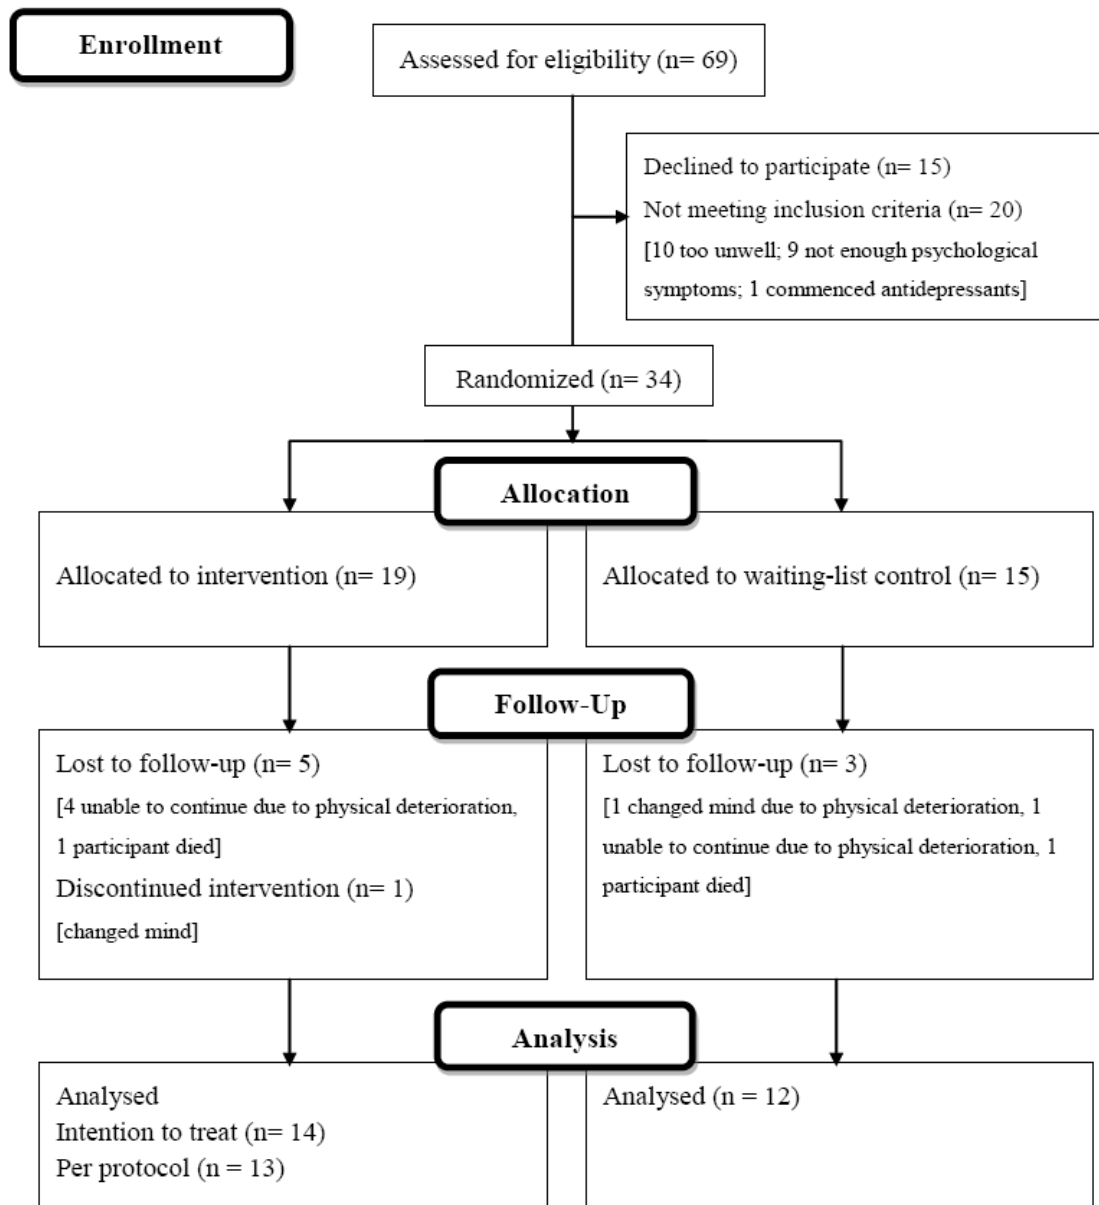 Enrollment
Assessed for eligibility (n= 69)
Declined to participate (n= 15)
Not meeting inclusion criteria (n= 20)
[10 too unwell; 9 not enough psychological
symptoms; 1 commenced antidepressants]
Randomized (n= 34)
Allocation
Allocated to intervention (n= 19)
Allocated to waiting-list control (n= 15)
Follow-Up
Lost to follow-up (n= 5)
[4 unable to continue due to physical deterioration,
1 participant died]
Discontinued intervention (n= 1)
[changed mind]
Lost to follow-up (n= 3)
[1 changed mind due to physical deterioration, 1
unable to continue due to physical deterioration, 1
participant died]
Analysis
Analysed
Intention to treat (n= 14)
Per protocol (n = 13)
Analysed (n = 12)